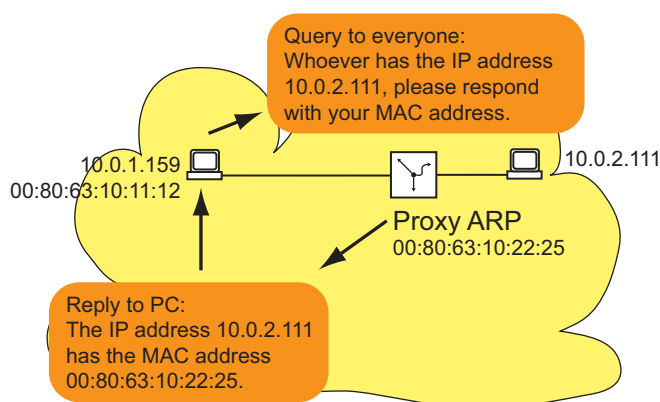 Query to everyone:
Whoever has the IP address
10.0.2.111, please respond
with your MAC address.
10.0.1.159
00:80:63:10:11:12
10.0.2.111
Proxy ARP
00:80:63:10:22:25
Reply to PC:
The IP address 10.0.2.111
has the MAC address
00:80:63:10:22:25.